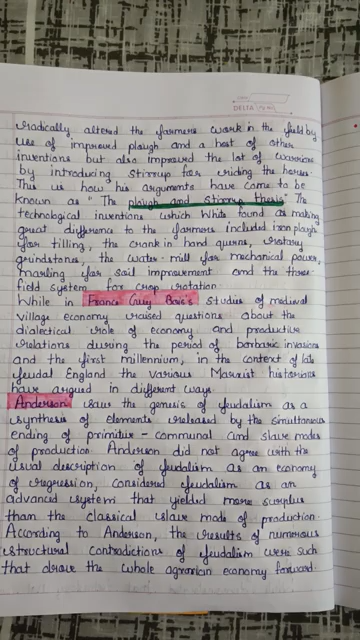 DELTA
radically altered the farmers work in the field by
use of improved plough and a host of other
inventions but also improved the lot of warriors
by introducing stirrup for riding the horse.
This is how his arguments have come to be
known as "The plough and stirrup thesis" The
technological inventions which White found as making
great difference to the farmers included iron plough
for tilling, the crank in hand querns, rotary
grindstone, the water-mill for mechanical power,
marling for soil improvement and the three-
field system for crop rotation.
While in France Guy Bois's studies of medieval
village economy raised questions about the
dialectical role of economy and productive
relations during the period of barbaric invasions
and the first millennium, in the context of late
feudal England the various Marxist historians
have argued in different ways
Anderson saw the genesis of feudalism as a
synthesis of elements released by the simultaneous
ending of primitive-communal and slave modes
of production. Anderson did not agree with the
usual description of feudalism as an economy
of regression, considered feudalism as an
advanced system that yielded more surplus
than the classical slave mode of production.
According to Anderson, the results of numerous
structural contradictions of feudalism were such
that drove the whole agrarian economy forward.